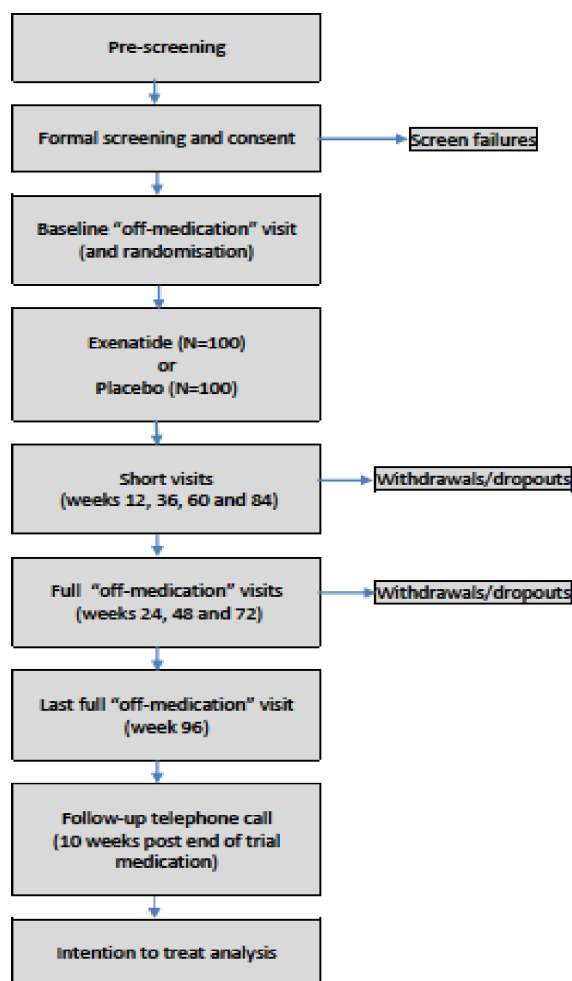 Pre-screening
Formal screening and consent
Screen failures
Baseline “off-medication” visit
(and randomisation)
Exenatide (N=100)
or
Placebo (N=100)
Short visits
(weeks 12, 36, 60 and 84)
Withdrawals/dropouts
Full “off-medication” visits
(weeks 24, 48 and 72)
Withdrawals/dropouts
Last full “off-medication” visit
(week 96)
Follow-up telephone call
(10 weeks post end of trial
medication)
Intention to treat analysis